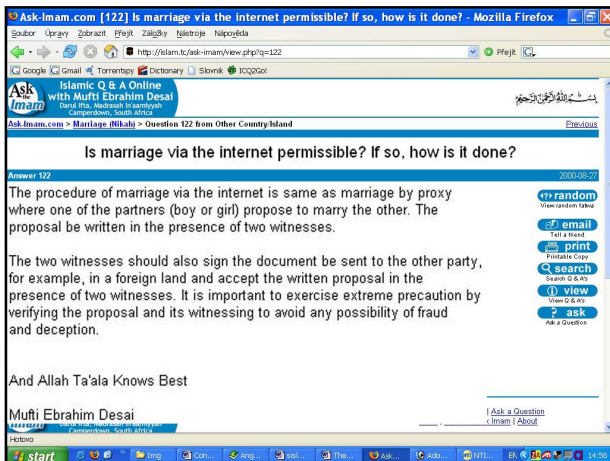 Ask-Imam.com [122] Is marriage via the internet permissible? If so, how is it done? - Mozilla Firefox
Soubor Úpravy Zobrazit Přejít Záložky Nástroje Nápověda
http://islam.tc/ask-imam/view.php?q=122 Přejít
Google Gmail Torrentspy Dictionary Slovnik ICQ2Go!
Ask the Imam
Islamic Q & A Online
with Mufti Ebrahim Desai
Darul Ifta, Madrasah In'aamiyyah
Camperdown, South Africa
بِسْمِ اللَّهِ الرَّحْمَنِ الرَّحِيمِ
Ask-Imam.com > Marriage (Nikah) > Question 122 from Other Country/Island Previous
Is marriage via the internet permissible? If so, how is it done?
Answer 122 2000-08-27
The procedure of marriage via the internet is same as marriage by proxy
where one of the partners (boy or girl) propose to marry the other. The
proposal be written in the presence of two witnesses.
The two witnesses should also sign the document be sent to the other party,
for example, in a foreign land and accept the written proposal in the
presence of two witnesses. It is important to exercise extreme precaution by
verifying the proposal and its witnessing to avoid any possibility of fraud
and deception.
And Allah Ta'ala Knows Best
Mufti Ebrahim Desai
random
View random fatwa
email
Tell a friend
print
Printable Copy
search
Search Q & A's
view
View Q & A's
? ask
Ask a Question
| Ask a Question
Imam | About
Camperdown, South Africa
Hotovo
start Img Con... Ang... sisl... The... Ask... Ado... NTI... EN 14:56